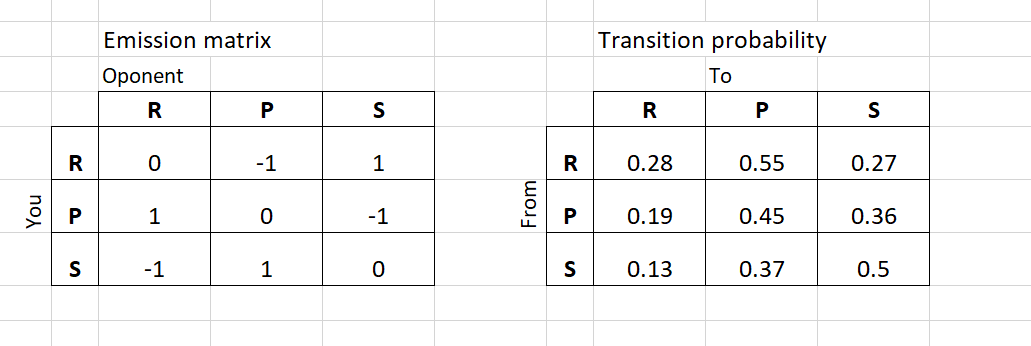 Emission matrix Transition probability
Oponent To
R P S R P S
R 0 -1 1 R 0.28 0.55 0.27
You P 1 0 -1 From P 0.19 0.45 0.36
S -1 1 0 S 0.13 0.37 0.5